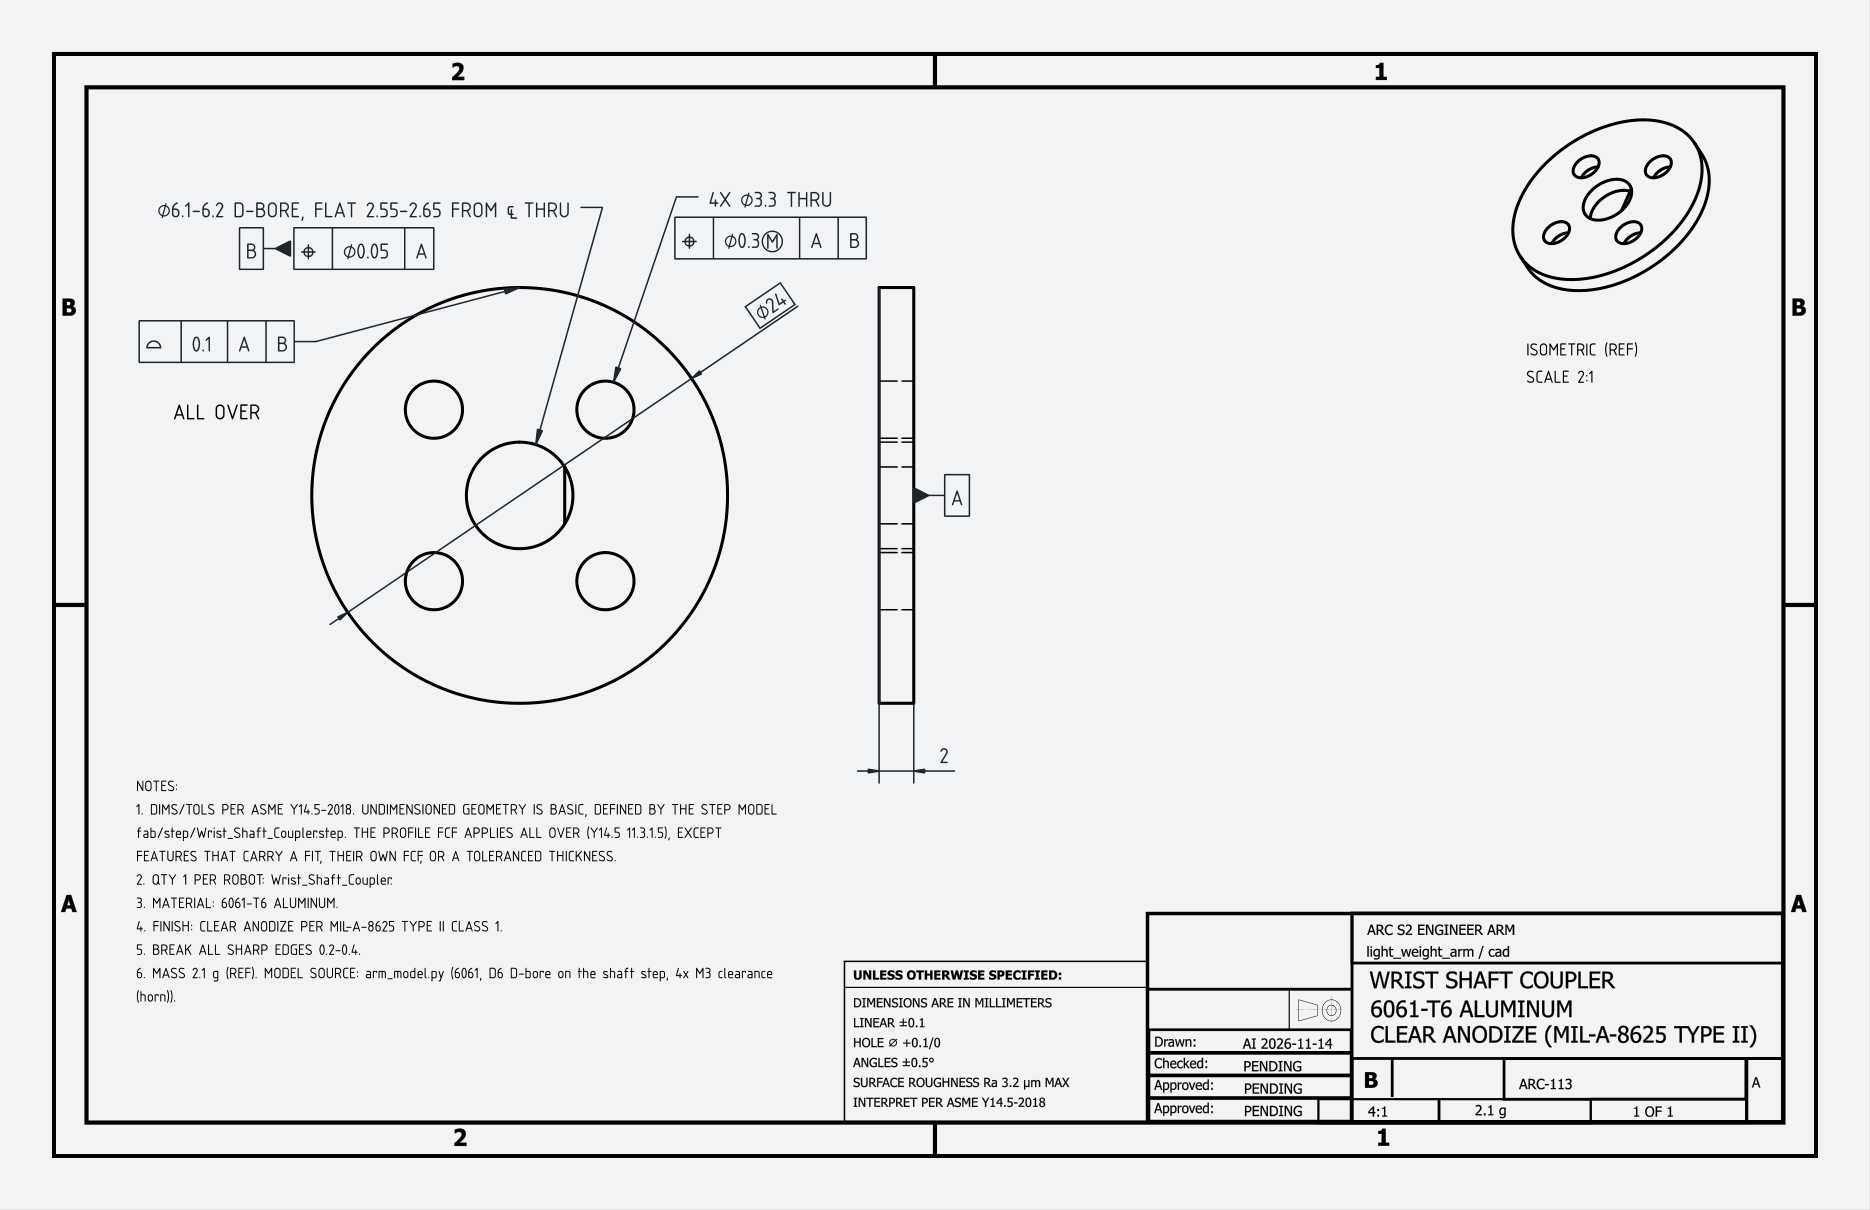 2
1
Ø6.1-6.2 D-BORE, FLAT 2.55-2.65 FROM ℄ THRU
B ⌖ Ø0.05 A
4X Ø3.3 THRU
⌖ Ø0.3Ⓜ A B
Ø24
⌓ 0.1 A B
ALL OVER
B
B
A
2
ISOMETRIC (REF)
SCALE 2:1
NOTES:
1. DIMS/TOLS PER ASME Y14.5-2018. UNDIMENSIONED GEOMETRY IS BASIC, DEFINED BY THE STEP MODEL
fab/step/Wrist_Shaft_Coupler.step. THE PROFILE FCF APPLIES ALL OVER (Y14.5 11.3.1.5), EXCEPT
FEATURES THAT CARRY A FIT, THEIR OWN FCF, OR A TOLERANCED THICKNESS.
2. QTY 1 PER ROBOT: Wrist_Shaft_Coupler.
3. MATERIAL: 6061-T6 ALUMINUM.
4. FINISH: CLEAR ANODIZE PER MIL-A-8625 TYPE II CLASS 1.
5. BREAK ALL SHARP EDGES 0.2-0.4.
6. MASS 2.1 g (REF). MODEL SOURCE: arm_model.py (6061, D6 D-bore on the shaft step, 4x M3 clearance
(horn)).
A
A
UNLESS OTHERWISE SPECIFIED:
DIMENSIONS ARE IN MILLIMETERS
LINEAR ±0.1
HOLE ⌀ +0.1/0
ANGLES ±0.5°
SURFACE ROUGHNESS Ra 3.2 µm MAX
INTERPRET PER ASME Y14.5-2018
Drawn: AI 2026-11-14
Checked: PENDING
Approved: PENDING
Approved: PENDING
ARC S2 ENGINEER ARM
light_weight_arm / cad
WRIST SHAFT COUPLER
6061-T6 ALUMINUM
CLEAR ANODIZE (MIL-A-8625 TYPE II)
B ARC-113 A
4:1 2.1 g 1 OF 1
2
1